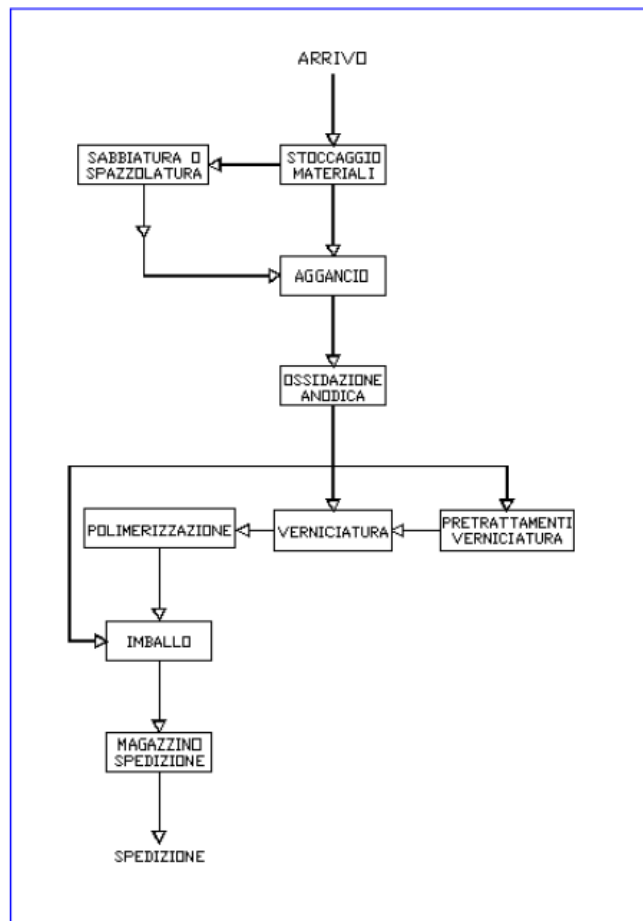 ARRIVO
SABBIATURA O
SPAZZOLATURA
STOCCAGGIO
MATERIALI
AGGANCIO
OSSIDAZIONE
ANODICA
POLIMERIZZAZIONE
VERNICIATURA
PRETRATTAMENTI
VERNICIATURA
IMBALLO
MAGAZZINO
SPEDIZIONE
SPEDIZIONE